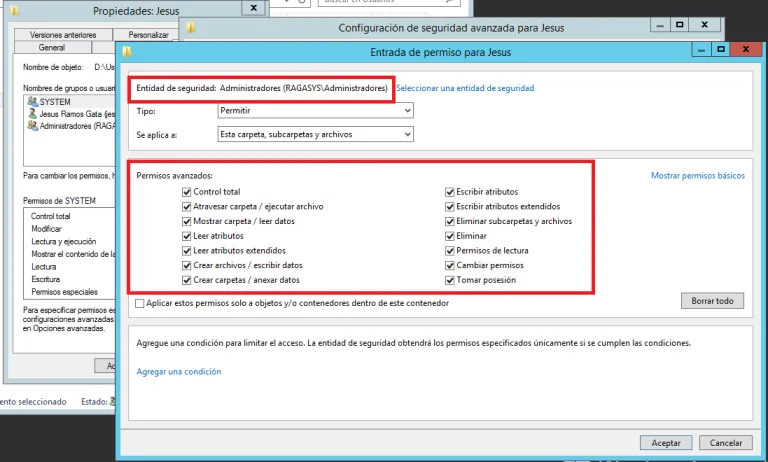 Propiedades: Jesus
Buscar en Usuarios
Configuración de seguridad avanzada para Jesus
Versiones anteriores
Personalizar
General
Nombre de objeto: D:\Us
Nombres de grupos o usuari
SYSTEM
Jesus Ramos Gata (jes
Administradores (RAGA
Para cambiar los permisos, h
Permisos de SYSTEM
Control total
Modificar
Lectura y ejecución
Mostrar el contenido de la
Lectura
Escritura
Permisos especiales
Para especificar permisos es
configuraciones avanzadas
en Opciones avanzadas.
ento seleccionado
Estado:
Entrada de permiso para Jesus
Entidad de seguridad: Administradores (RAGASYS\Administradores)
Seleccionar una entidad de seguridad
Tipo:
Permitir
Se aplica a:
Esta carpeta, subcarpetas y archivos
Permisos avanzados:
Mostrar permisos básicos
Control total
Atravesar carpeta / ejecutar archivo
Mostrar carpeta / leer datos
Leer atributos
Leer atributos extendidos
Crear archivos / escribir datos
Crear carpetas / anexar datos
Escribir atributos
Escribir atributos extendidos
Eliminar subcarpetas y archivos
Eliminar
Permisos de lectura
Cambiar permisos
Tomar posesión
Aplicar estos permisos solo a objetos y/o contenedores dentro de este contenedor
Borrar todo
Agregue una condición para limitar el acceso. La entidad de seguridad obtendrá los permisos especificados únicamente si se cumplen las condiciones.
Agregar una condición
Aceptar
Cancelar